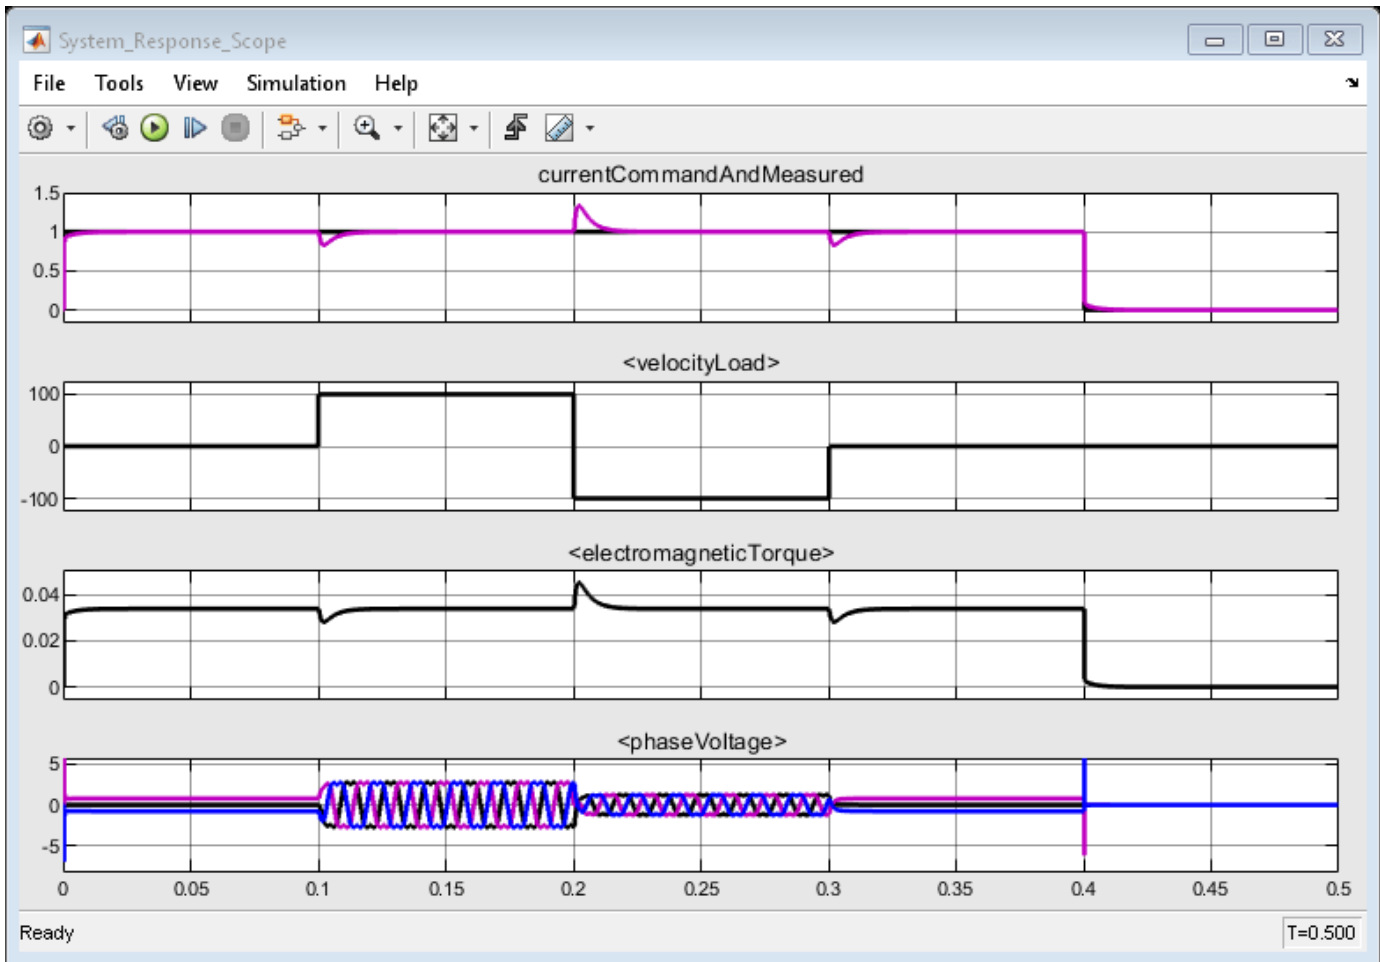 System_Response_Scope
File Tools View Simulation Help
currentCommandAndMeasured
1.5
1
0.5
0
<velocityLoad>
100
0
-100
<electromagneticTorque>
0.04
0.02
0
<phaseVoltage>
5
0
-5
0 0.05 0.1 0.15 0.2 0.25 0.3 0.35 0.4 0.45 0.5
Ready T=0.500